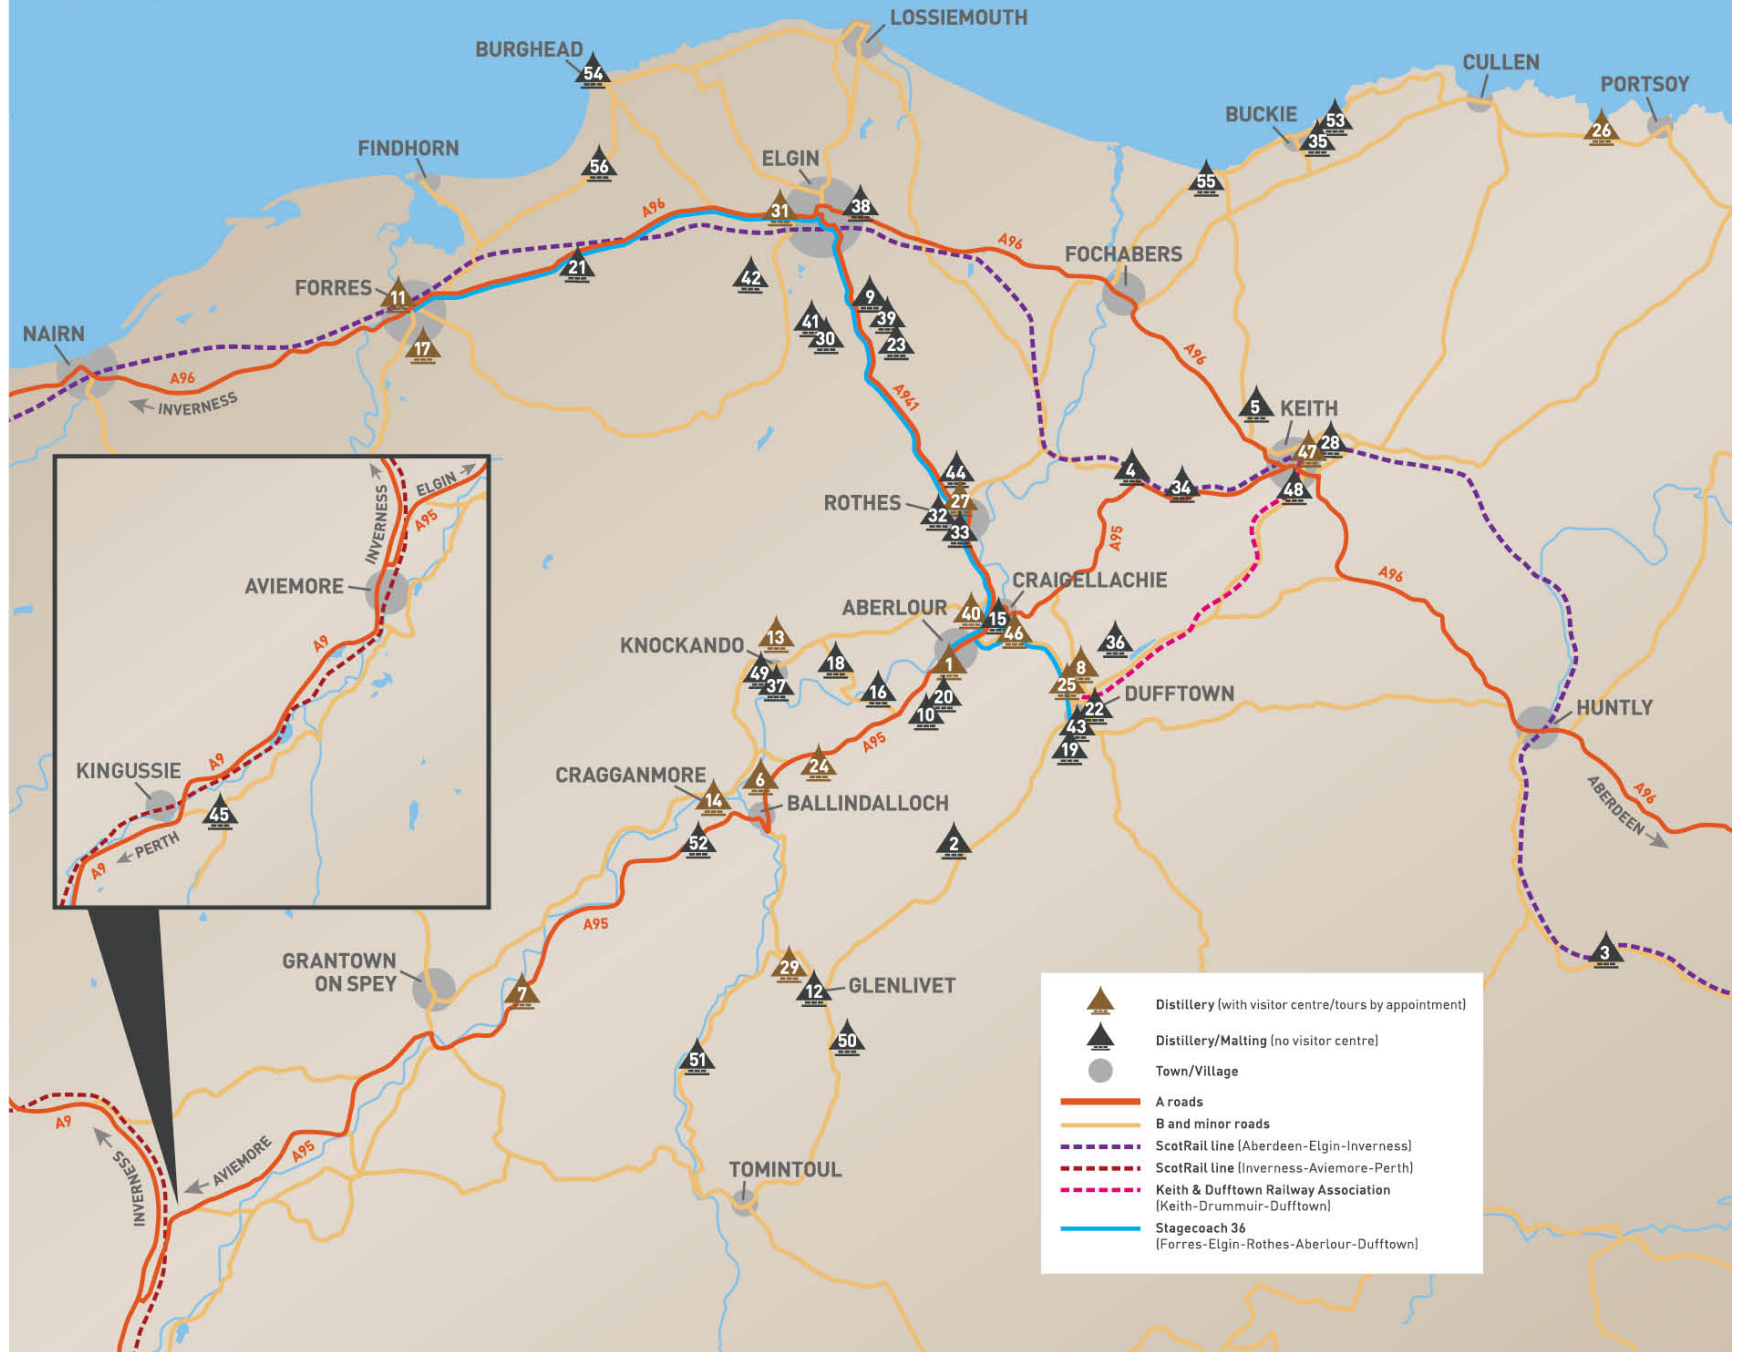 LOSSIEMOUTH
BURGHEAD
54
CULLEN
PORTSOY
BUCKIE
53
35
26
FINDHORN
ELGIN
56
55
A96
31
38
A96
FOCHABERS
21
42
FORRES
11
9
41
39
30
23
NAIRN
17
A96
A96
INVERNESS
A941
5
KEITH
47
28
44
4
34
48
ROTHES
27
32
33
A95
A96
INVERNESS
ELGIN
A95
AVIEMORE
A9
A9
KINGUSSIE
45
PERTH
A9
CRAIGELLACHIE
ABERLOUR
40
15
46
13
KNOCKANDO
18
36
49
37
1
8
16
25
20
DUFFTOWN
10
22
43
19
HUNTLY
A95
24
CRAGGANMORE
6
14
BALLINDALLOCH
A96
ABERDEEN
52
2
A95
3
GRANTOWN
ON SPEY
7
29
12
GLENLIVET
50
51
A9
INVERNESS
AVIEMORE
A95
TOMINTOUL
Distillery (with visitor centre/tours by appointment)
Distillery/Malting (no visitor centre)
Town/Village
A roads
B and minor roads
ScotRail line (Aberdeen-Elgin-Inverness)
ScotRail line (Inverness-Aviemore-Perth)
Keith & Dufftown Railway Association
(Keith-Drummuir-Dufftown)
Stagecoach 36
(Forres-Elgin-Rothes-Aberlour-Dufftown)